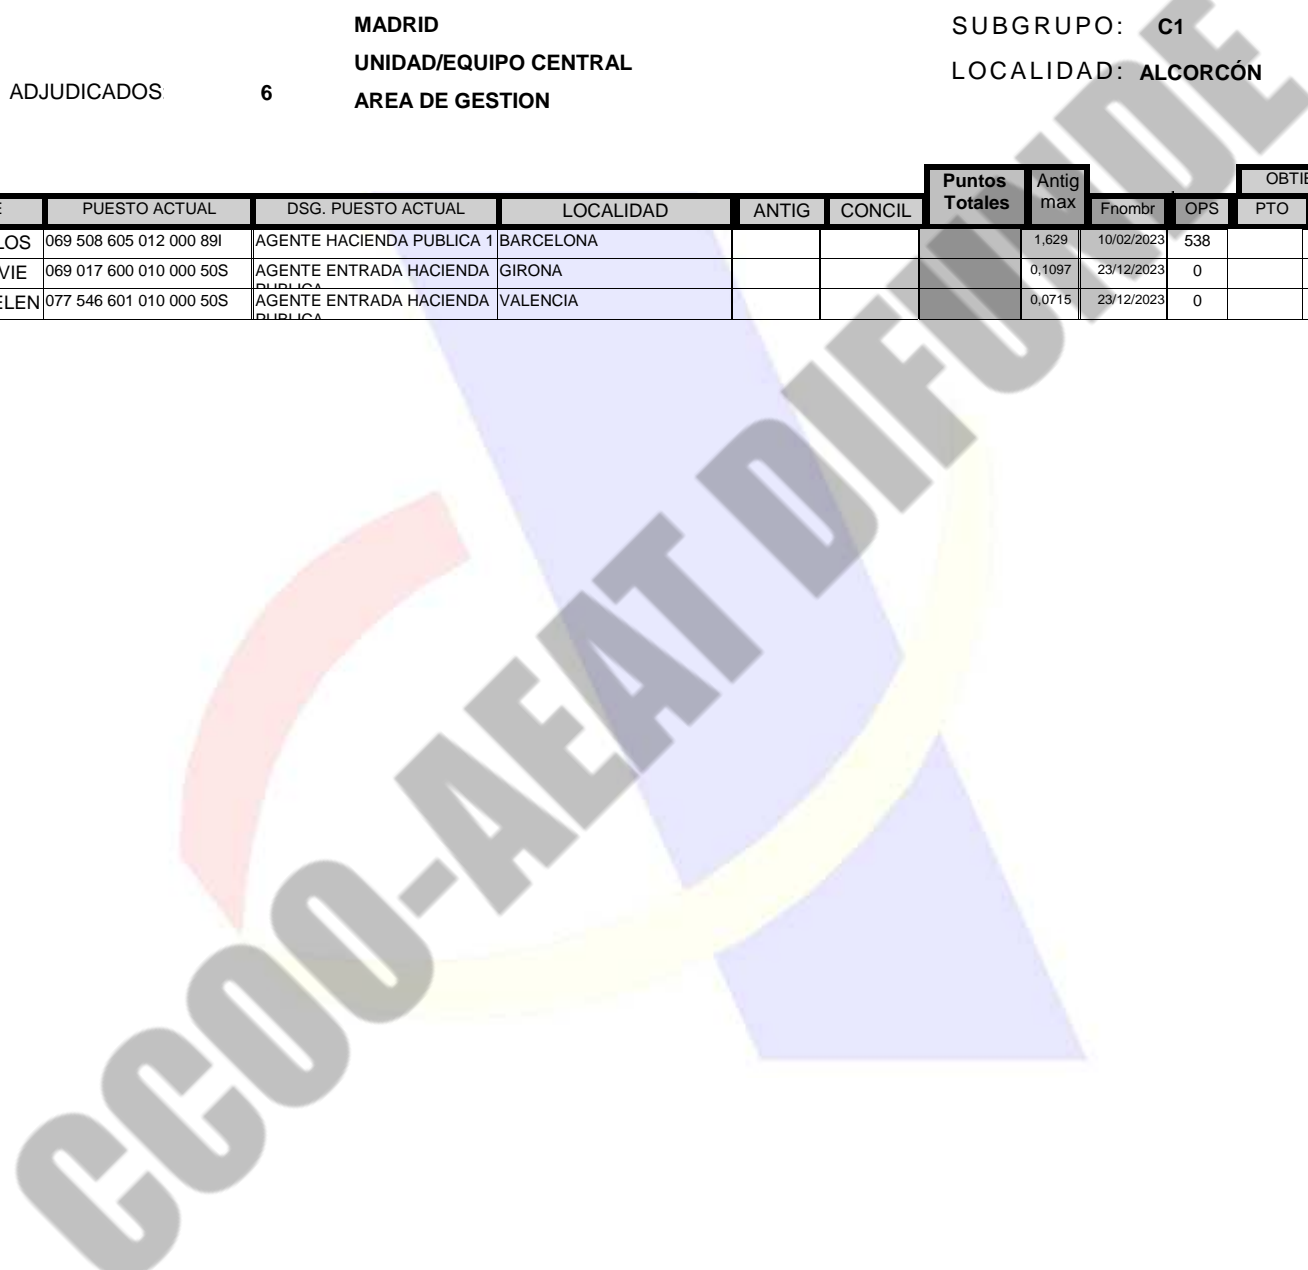 MADRID
SUBGRUPO: C1
UNIDAD/EQUIPO CENTRAL
LOCALIDAD: ALCORCÓN
ADJUDICADOS 6
AREA DE GESTION
Puntos Totales Antig max OBTIE
E PUESTO ACTUAL DSG. PUESTO ACTUAL LOCALIDAD ANTIG CONCIL Fnombr OPS PTO
LOS 069 508 605 012 000 89I AGENTE HACIENDA PUBLICA 1 BARCELONA 1,629 10/02/2023 538
VIE 069 017 600 010 000 50S AGENTE ENTRADA HACIENDA PUBLICA GIRONA 0,1097 23/12/2023 0
ELEN 077 546 601 010 000 50S AGENTE ENTRADA HACIENDA PUBLICA VALENCIA 0,0715 23/12/2023 0
CCOO-AEAT DIFUNDE